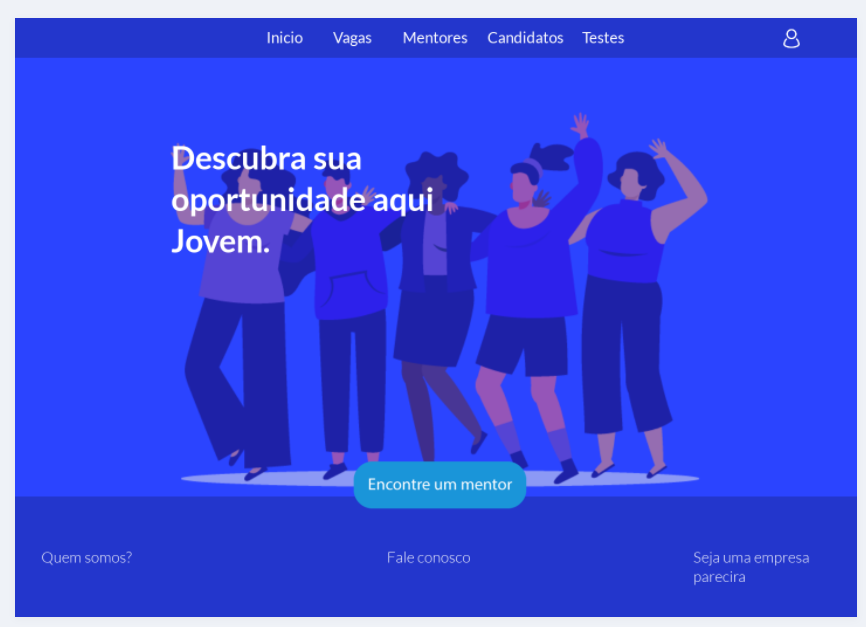 Inicio Vagas Mentores Candidatos Testes
Descubra sua
oportunidade aqui
Jovem.
Encontre um mentor
Quem somos?
Fale conosco
Seja uma empresa
parecira